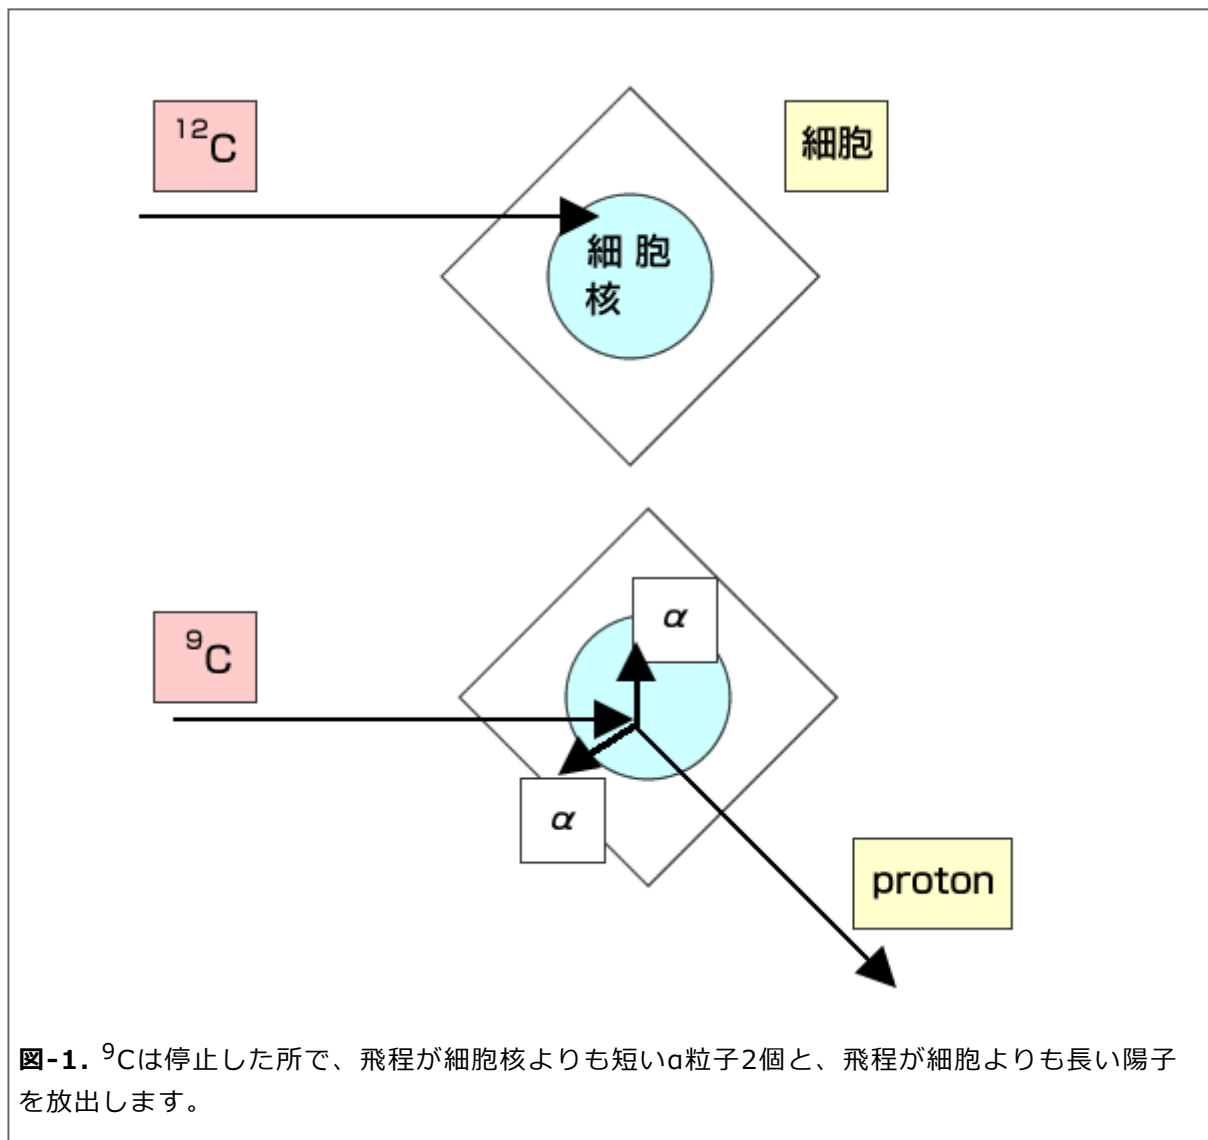 ¹²C
細胞
細 胞
核
⁹C
α
α
proton
図-1. ⁹Cは停止した所で、飛程が細胞核よりも短いα粒子2個と、飛程が細胞よりも長い陽子
を放出します。